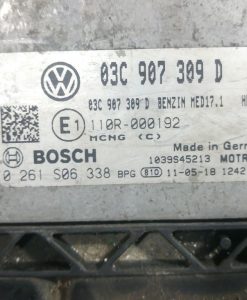 03C 907 309 D
03C 907 309 D BENZIN MED17.1 H
E1 110R-000192
MCMG (C)
Made in Germ
BOSCH 1039S45213 MOTR
0 261 S06 338 BPG 810 11-05-18 1242